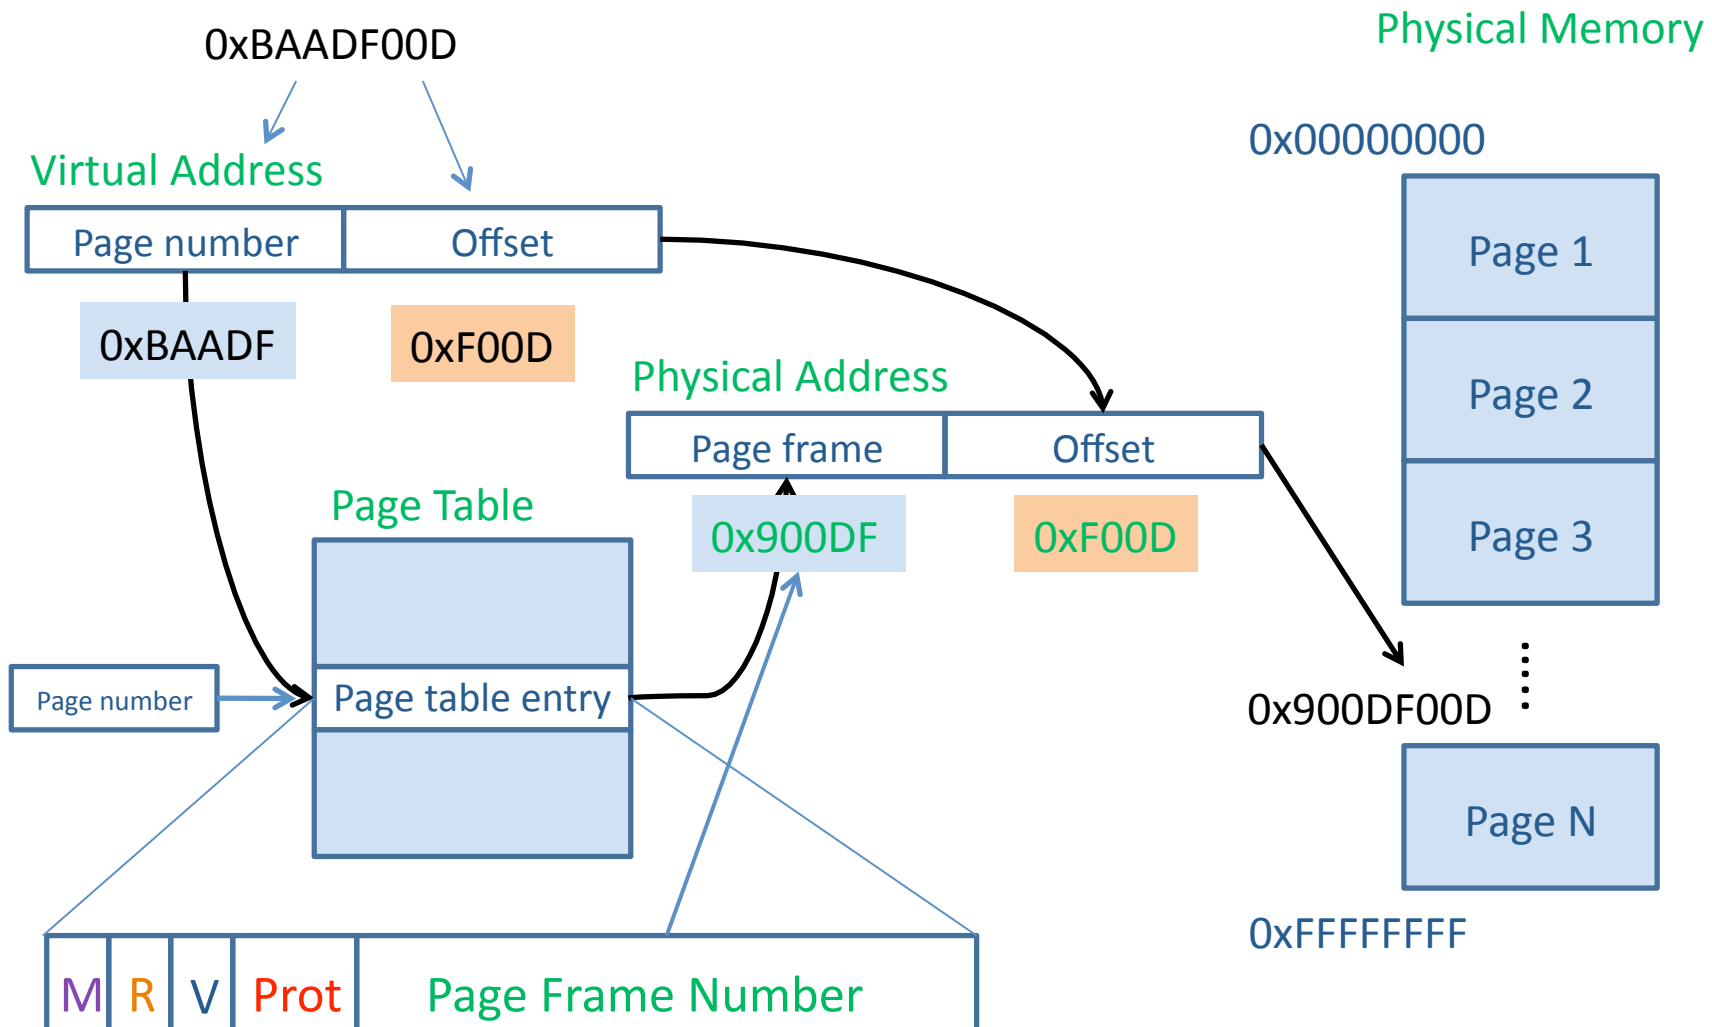 0xBAADF00D
Physical Memory
0x00000000
Virtual Address
Page number
Offset
Page 1
0xBAADF
0xF00D
Physical Address
Page 2
Page frame
Offset
Page Table
0x900DF
0xF00D
Page 3
Page number
Page table entry
0x900DF00D
Page N
0xFFFFFFFF
M
R
V
Prot
Page Frame Number